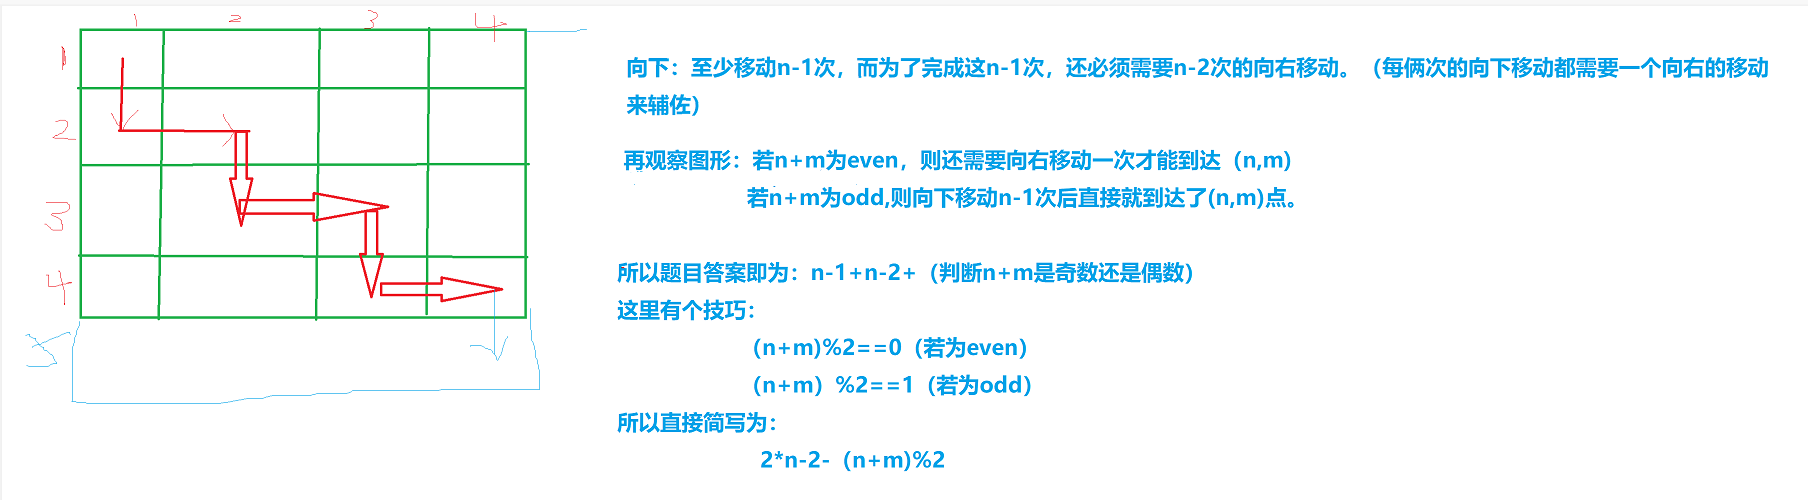 1 2 3 4
1
2
3
4
5
向下：至少移动n-1次，而为了完成这n-1次，还必须需要n-2次的向右移动。（每俩次的向下移动都需要一个向右的移动
来辅佐）
再观察图形：若n+m为even，则还需要向右移动一次才能到达（n,m)
若n+m为odd,则向下移动n-1次后直接就到达了(n,m)点。
所以题目答案即为：n-1+n-2+（判断n+m是奇数还是偶数）
这里有个技巧：
(n+m)%2==0（若为even）
(n+m）%2==1（若为odd）
所以直接简写为：
2*n-2-（n+m)%2